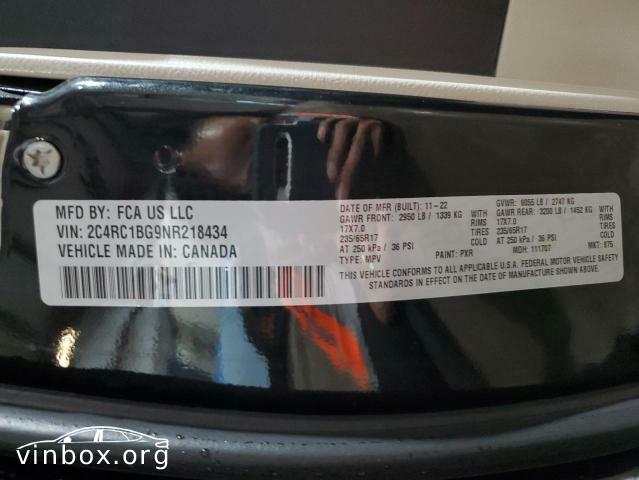 MFD BY: FCA US LLC
VIN: 2C4RC1BG9NR218434
VEHICLE MADE IN: CANADA
DATE OF MFR (BUILT): 11-22 GVWR: 6055 LB / 2747 KG
GAWR FRONT: 2950 LB / 1339 KG WITH GAWR REAR: 3200 LB / 1452 KG WITH
17X7.0 RIMS 17X7.0 RIMS
235/65R17 TIRES 235/65R17 TIRES
AT 250 kPa / 36 PSI AT 250 kPa / 36 PSI
TYPE: MPV PAINT: PXR MDH: 111707 MKT: 875
THIS VEHICLE CONFORMS TO ALL APPLICABLE U.S.A. FEDERAL MOTOR VEHICLE SAFETY
STANDARDS IN EFFECT ON THE DATE OF MANUFACTURE SHOWN ABOVE.
vinbox.org